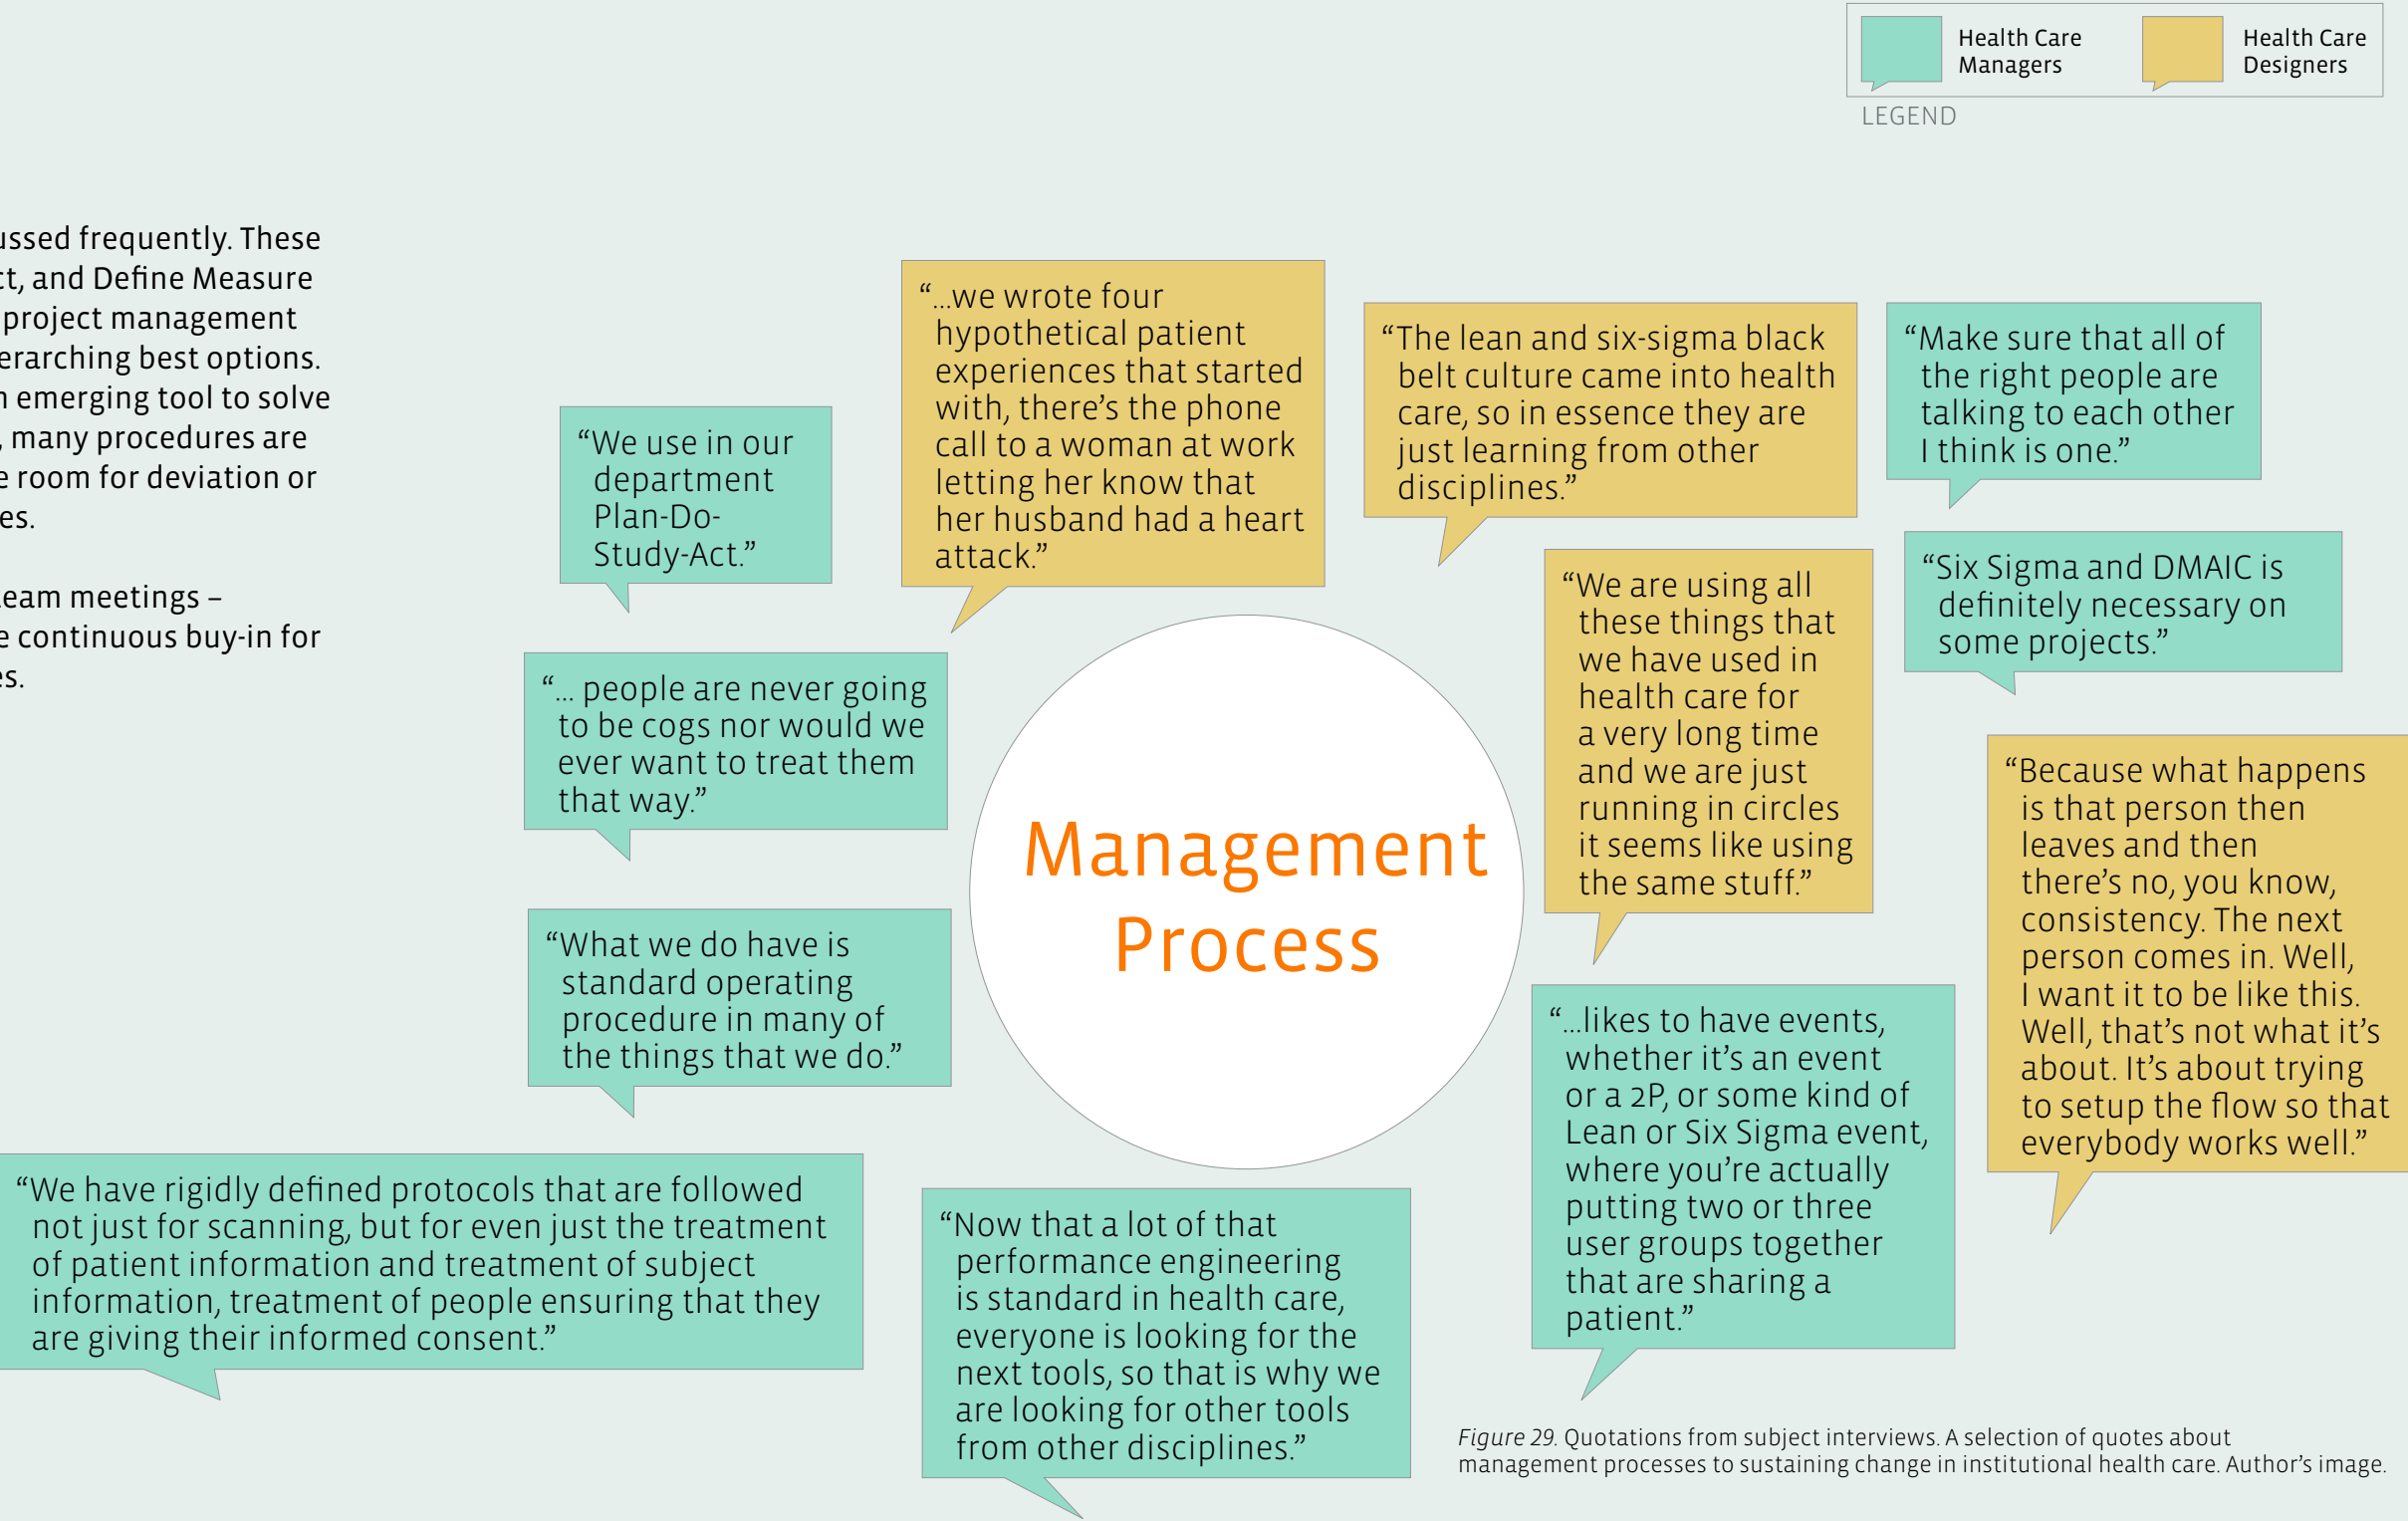 Health Care
Managers
Health Care
Designers
LEGEND
ussed frequently. These
ct, and Define Measure
project management
erarching best options.
n emerging tool to solve
, many procedures are
e room for deviation or
es.
team meetings –
e continuous buy-in for
es.
“We use in our
department
Plan-Do-
Study-Act.”
“...we wrote four
hypothetical patient
experiences that started
with, there’s the phone
call to a woman at work
letting her know that
her husband had a heart
attack.”
“The lean and six-sigma black
belt culture came into health
care, so in essence they are
just learning from other
disciplines.”
“Make sure that all of
the right people are
talking to each other
I think is one.”
“... people are never going
to be cogs nor would we
ever want to treat them
that way.”
“We are using all
these things that
we have used in
health care for
a very long time
and we are just
running in circles
it seems like using
the same stuff.”
“Six Sigma and DMAIC is
definitely necessary on
some projects.”
Management
Process
“What we do have is
standard operating
procedure in many of
the things that we do.”
“Because what happens
is that person then
leaves and then
there’s no, you know,
consistency. The next
person comes in. Well,
I want it to be like this.
Well, that’s not what it’s
about. It’s about trying
to setup the flow so that
everybody works well.”
“...likes to have events,
whether it’s an event
or a 2P, or some kind of
Lean or Six Sigma event,
where you’re actually
putting two or three
user groups together
that are sharing a
patient.”
“We have rigidly defined protocols that are followed
not just for scanning, but for even just the treatment
of patient information and treatment of subject
information, treatment of people ensuring that they
are giving their informed consent.”
“Now that a lot of that
performance engineering
is standard in health care,
everyone is looking for the
next tools, so that is why we
are looking for other tools
from other disciplines.”
Figure 29. Quotations from subject interviews. A selection of quotes about
management processes to sustaining change in institutional health care. Author’s image.